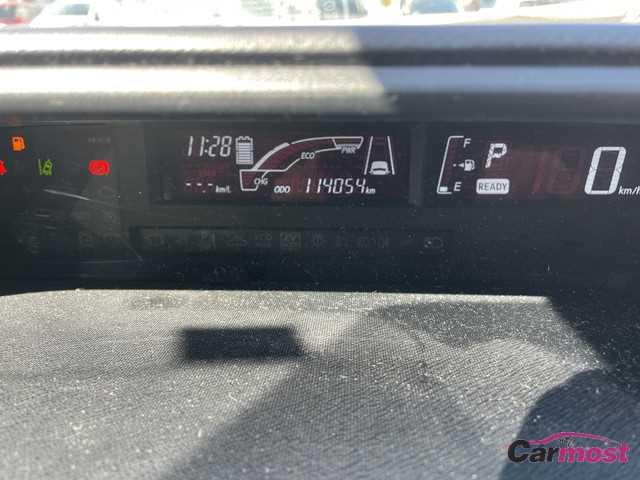 11:28
ECO
PWR
---km/L
CHG ODO 114054km
F
P
E
READY
0
km/h
Carmost